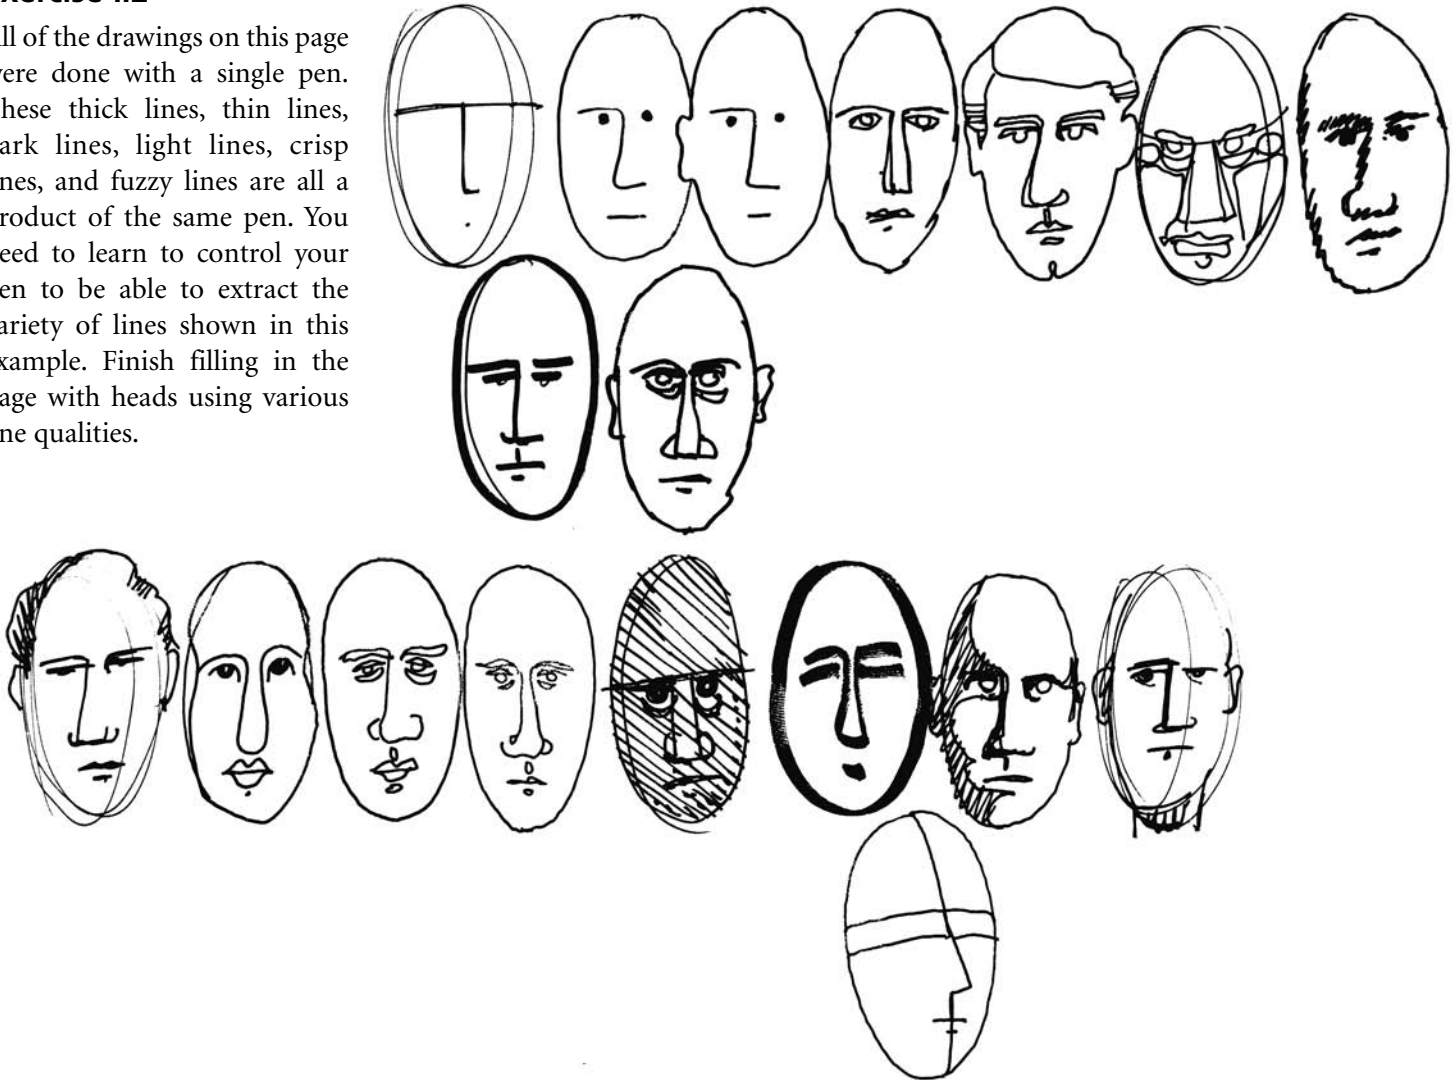 ll of the drawings on this page
ere done with a single pen.
hese thick lines, thin lines,
ark lines, light lines, crisp
nes, and fuzzy lines are all a
roduct of the same pen. You
eed to learn to control your
en to be able to extract the
ariety of lines shown in this
xample. Finish filling in the
age with heads using various
ne qualities.